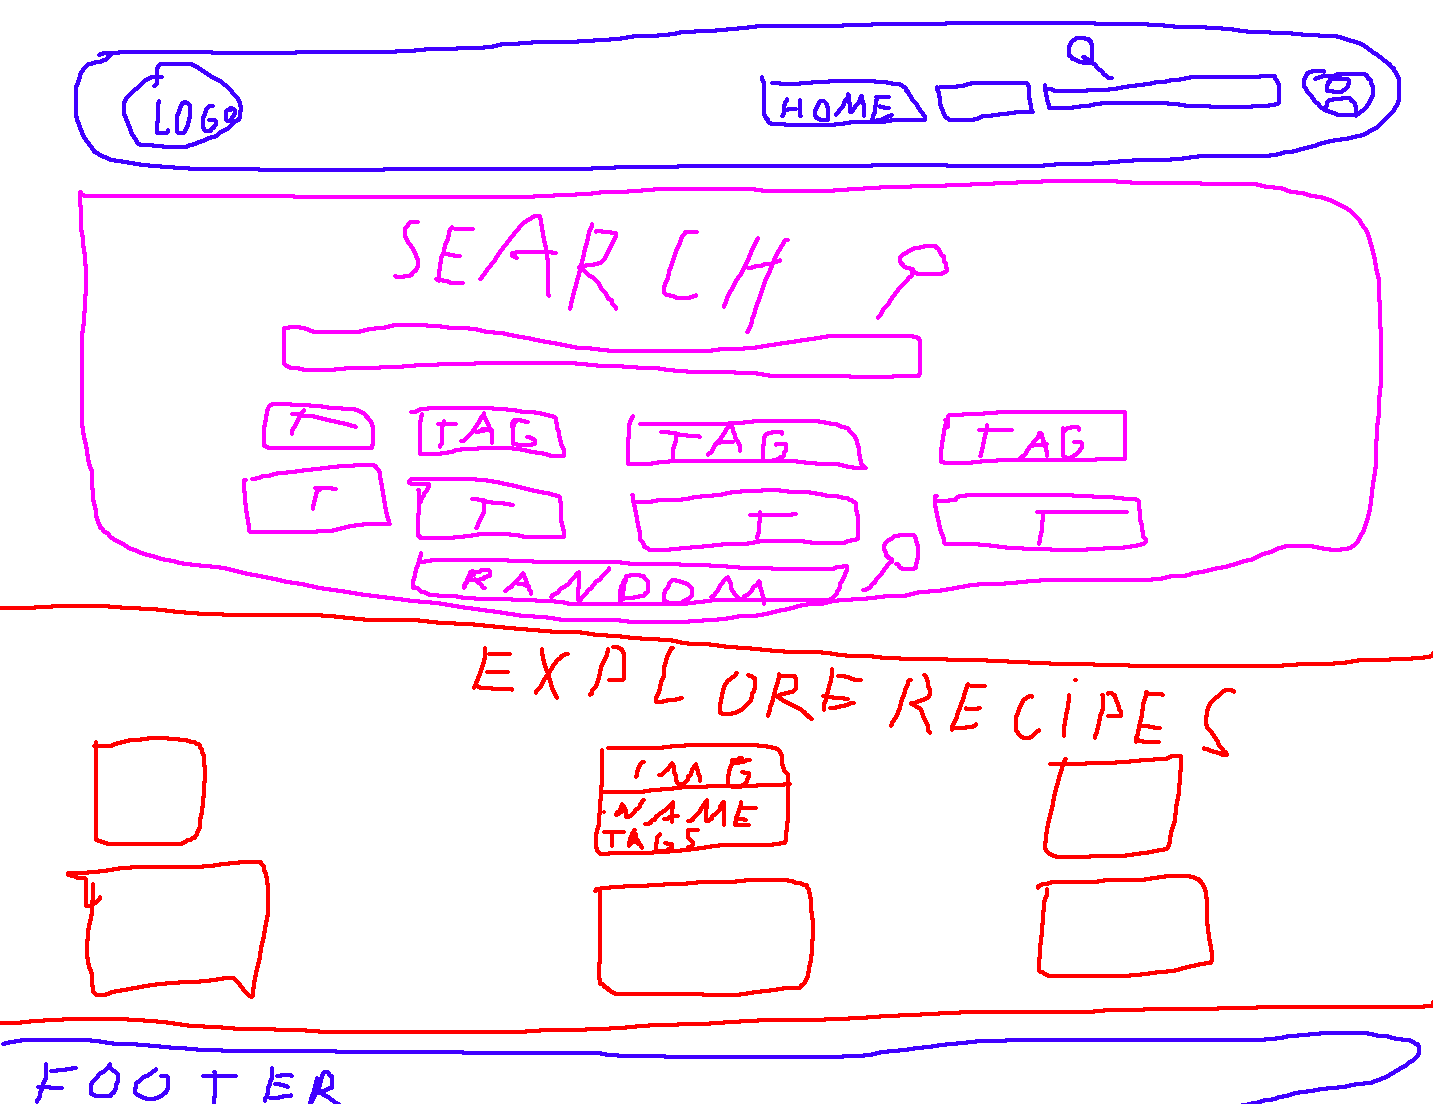 LOGO
HOME
SEARCH
T TAG TAG TAG
T T T T
RANDOM
EXPLORE RECIPES
IMG
NAME
TAGS
FOOTER